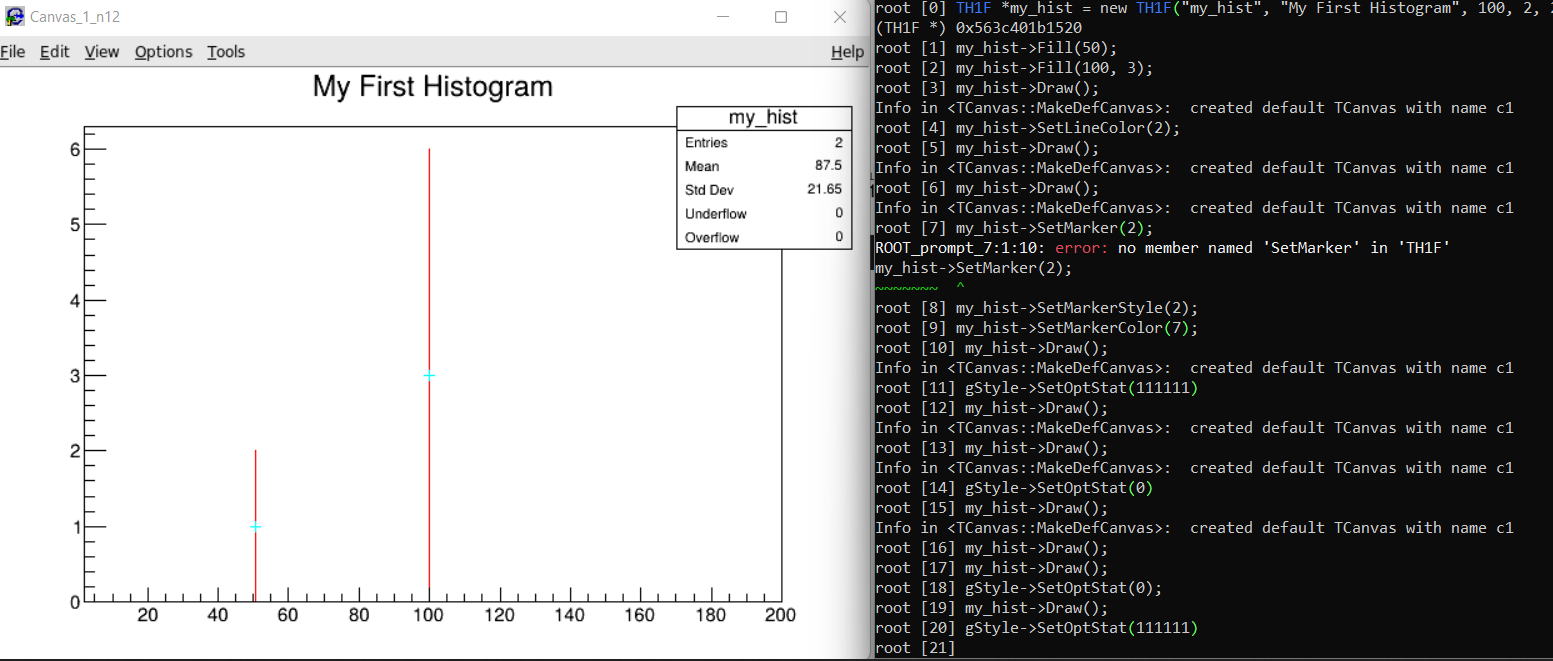 Canvas_1_n12
File Edit View Options Tools Help
My First Histogram
my_hist
Entries 2
Mean 87.5
Std Dev 21.65
Underflow 0
Overflow 0
6
5
4
3
2
1
0
20 40 60 80 100 120 140 160 180 200
root [0] TH1F *my_hist = new TH1F("my_hist", "My First Histogram", 100, 2,
(TH1F *) 0x563c401b1520
root [1] my_hist->Fill(50);
root [2] my_hist->Fill(100, 3);
root [3] my_hist->Draw();
Info in <TCanvas::MakeDefCanvas>:  created default TCanvas with name c1
root [4] my_hist->SetLineColor(2);
root [5] my_hist->Draw();
Info in <TCanvas::MakeDefCanvas>:  created default TCanvas with name c1
root [6] my_hist->Draw();
Info in <TCanvas::MakeDefCanvas>:  created default TCanvas with name c1
root [7] my_hist->SetMarker(2);
ROOT_prompt_7:1:10: error: no member named 'SetMarker' in 'TH1F'
my_hist->SetMarker(2);
~~~~~~~  ^
root [8] my_hist->SetMarkerStyle(2);
root [9] my_hist->SetMarkerColor(7);
root [10] my_hist->Draw();
Info in <TCanvas::MakeDefCanvas>:  created default TCanvas with name c1
root [11] gStyle->SetOptStat(111111)
root [12] my_hist->Draw();
Info in <TCanvas::MakeDefCanvas>:  created default TCanvas with name c1
root [13] my_hist->Draw();
Info in <TCanvas::MakeDefCanvas>:  created default TCanvas with name c1
root [14] gStyle->SetOptStat(0)
root [15] my_hist->Draw();
Info in <TCanvas::MakeDefCanvas>:  created default TCanvas with name c1
root [16] my_hist->Draw();
root [17] my_hist->Draw();
root [18] gStyle->SetOptStat(0);
root [19] my_hist->Draw();
root [20] gStyle->SetOptStat(111111)
root [21]